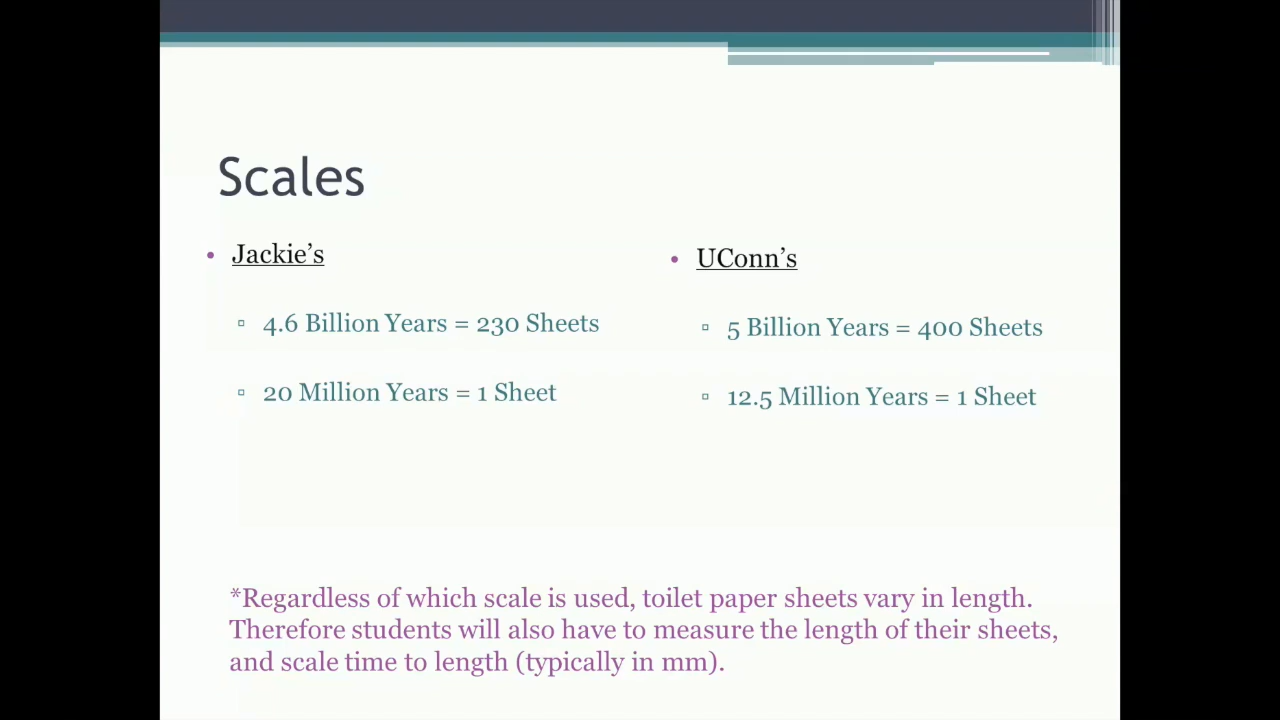 Scales
• Jackie’s
▫ 4.6 Billion Years = 230 Sheets
▫ 20 Million Years = 1 Sheet
• UConn’s
▫ 5 Billion Years = 400 Sheets
▫ 12.5 Million Years = 1 Sheet
*Regardless of which scale is used, toilet paper sheets vary in length.
Therefore students will also have to measure the length of their sheets,
and scale time to length (typically in mm).